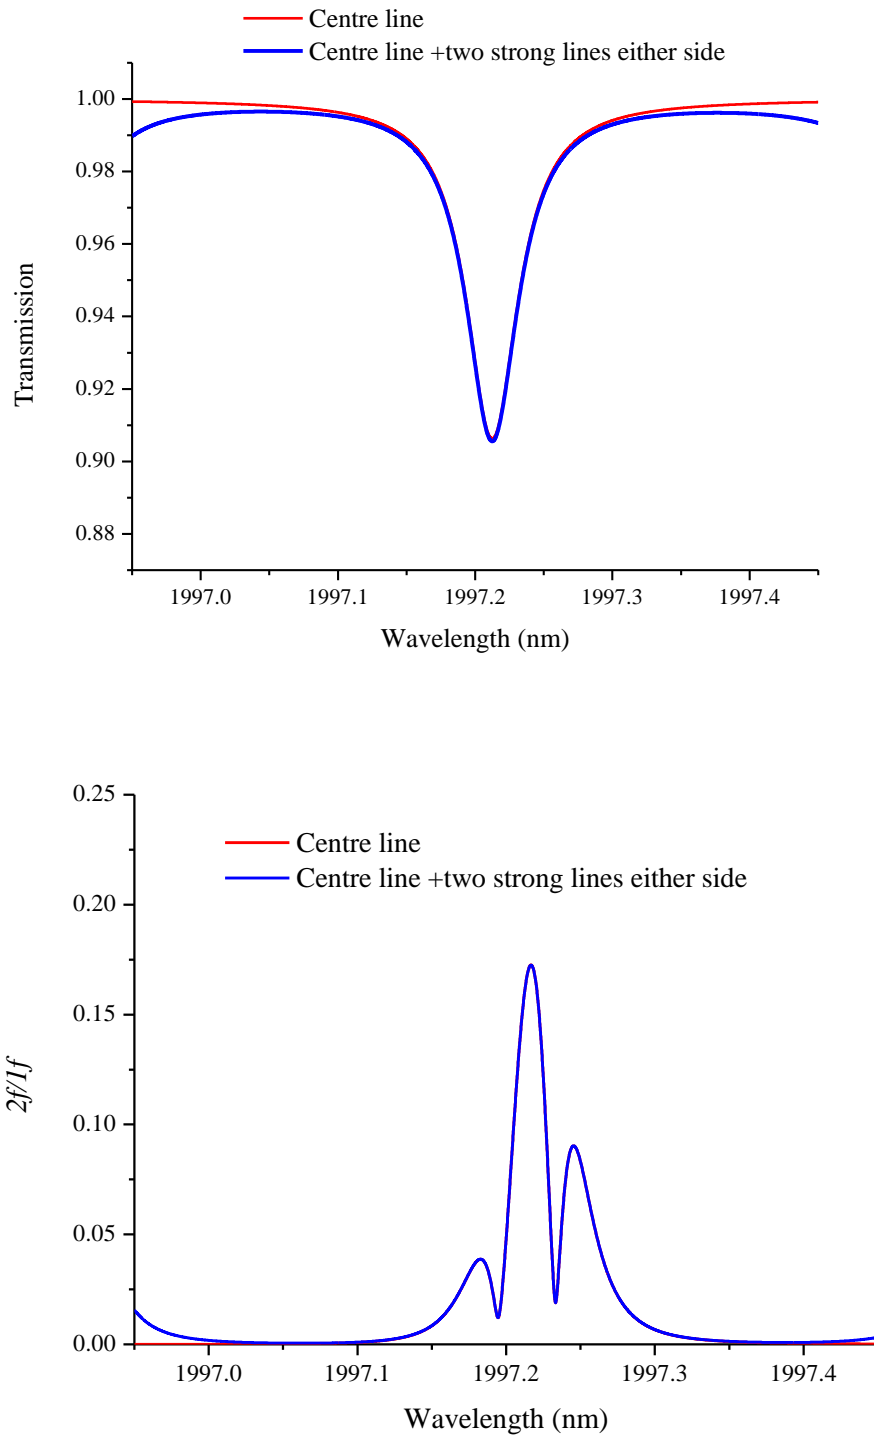 Centre line
Centre line +two strong lines either side
1.00
0.98
0.96
0.94
0.92
0.90
0.88
Transmission
1997.0 1997.1 1997.2 1997.3 1997.4
Wavelength (nm)
0.25
Centre line
Centre line +two strong lines either side
0.20
0.15
0.10
0.05
0.00
2f/1f
1997.0 1997.1 1997.2 1997.3 1997.4
Wavelength (nm)